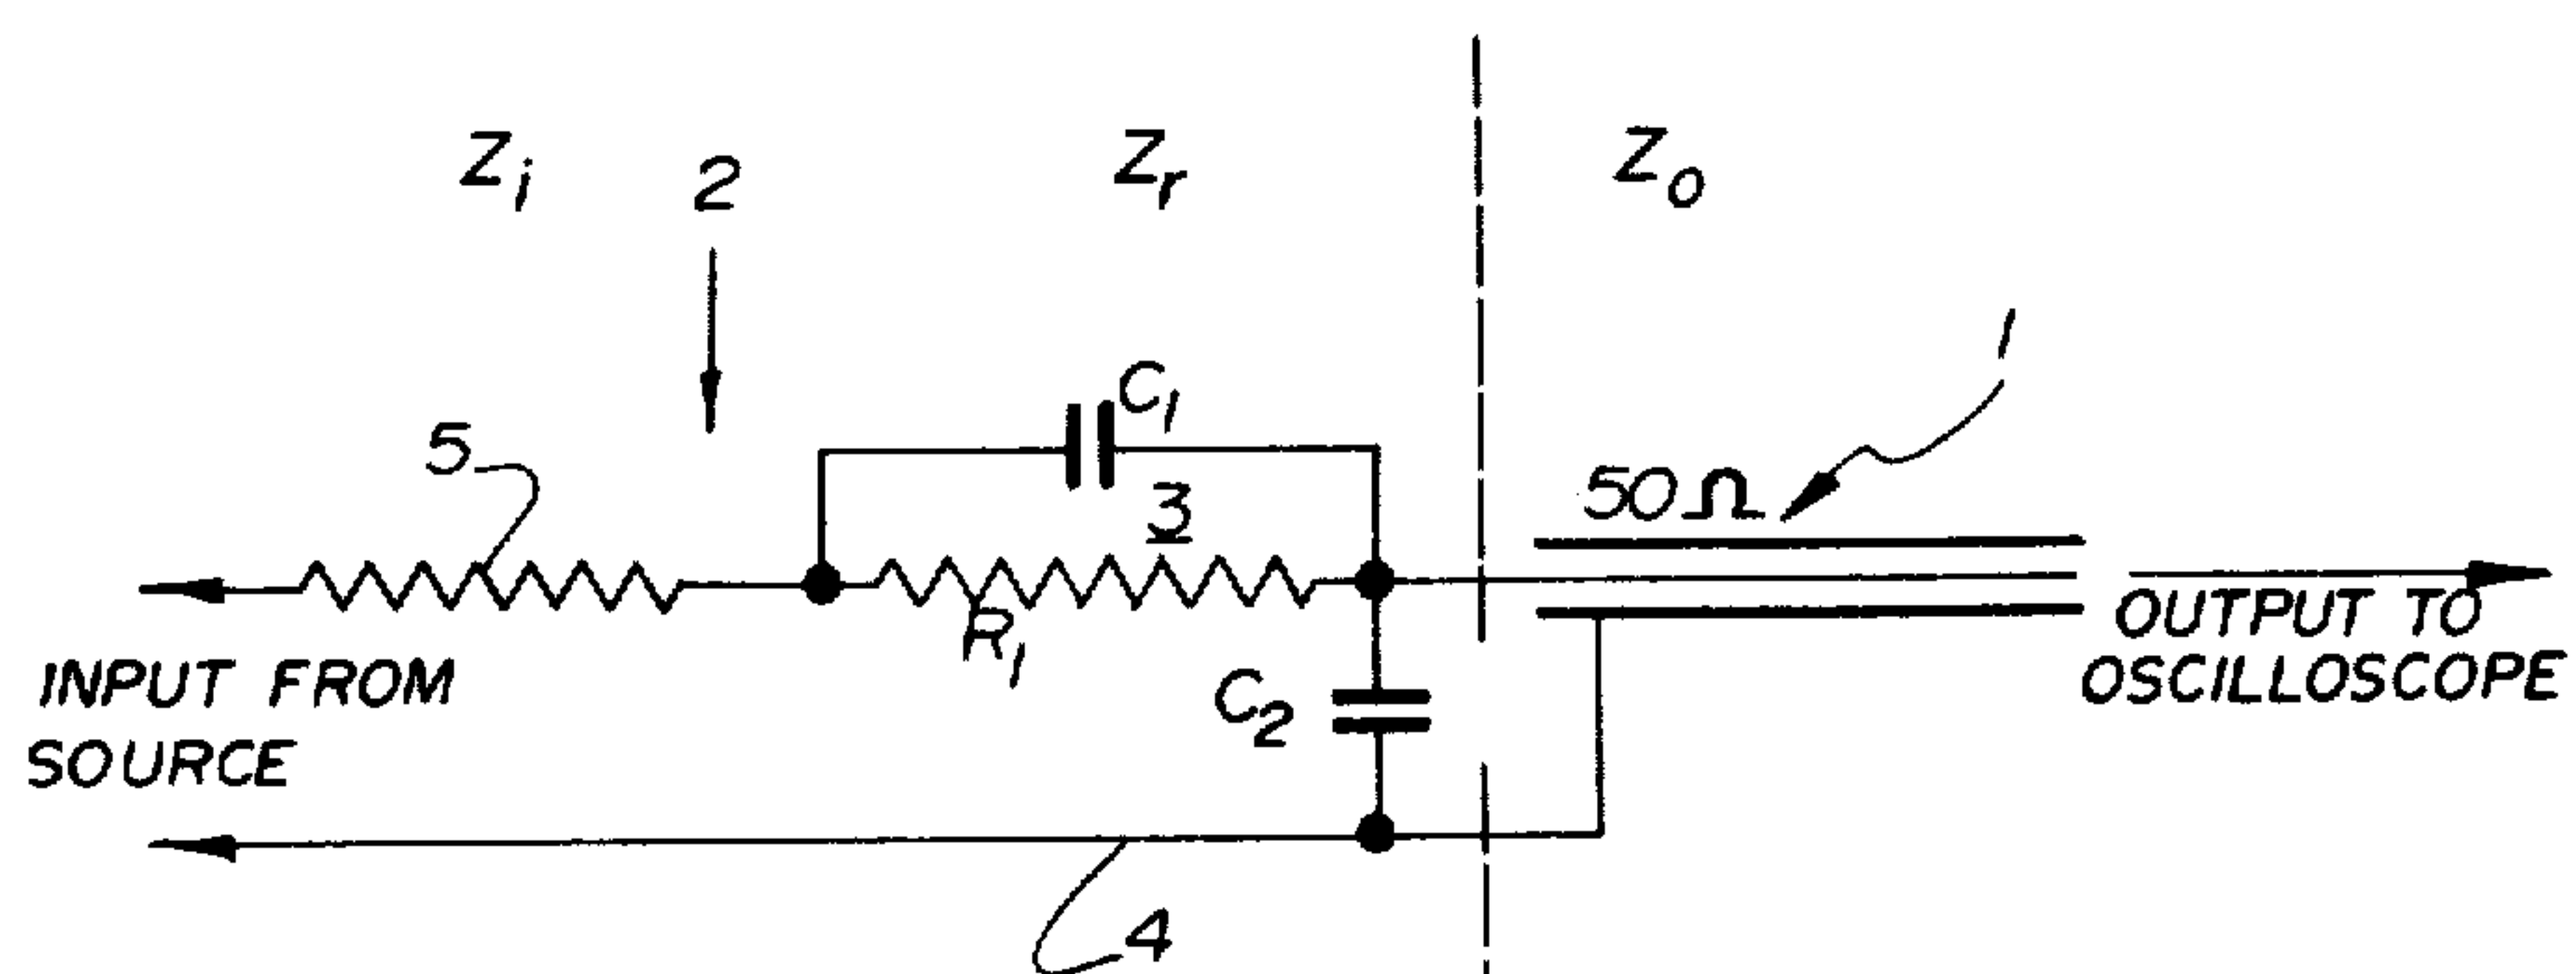 Zi
2
Zr
Zo
1
C1
5
3
50Ω
R1
C2
INPUT FROM
SOURCE
OUTPUT TO
OSCILLOSCOPE
4